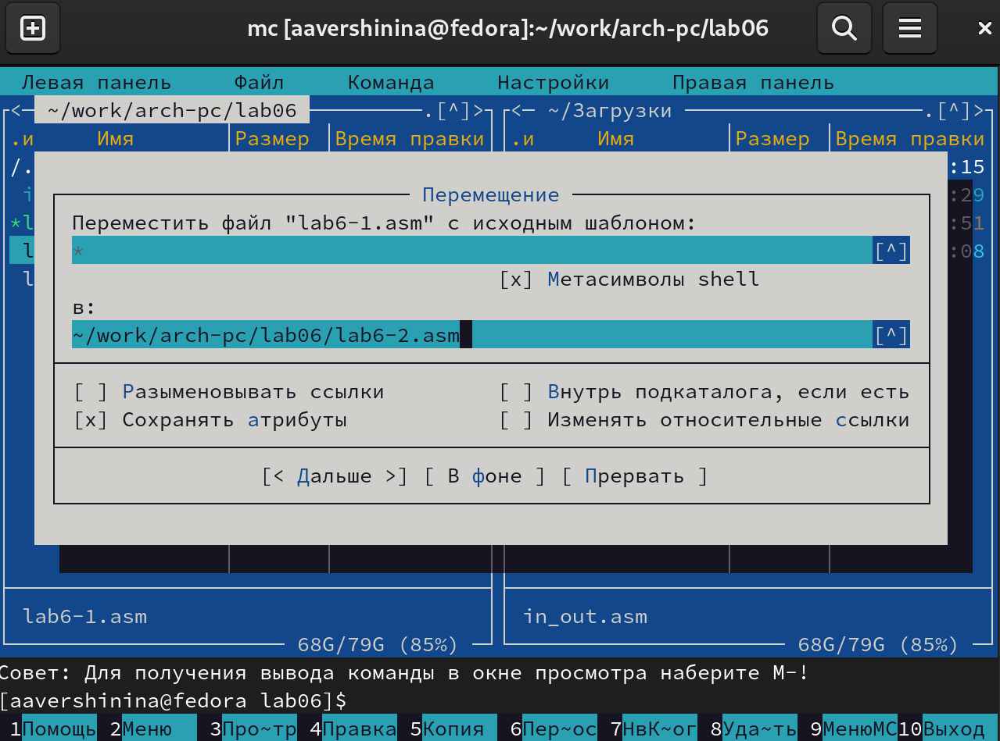 mc [aavershinina@fedora]:~/work/arch-pc/lab06
Левая панель Файл Команда Настройки Правая панель
<- ~/work/arch-pc/lab06 .[^]> <- ~/Загрузки .[^]>
.и Имя Размер Время правки .и Имя Размер Время правки
/. :15
i :29
*l :51
l :08
l
Перемещение
Переместить файл "lab6-1.asm" с исходным шаблоном:
* [^]
[x] Метасимволы shell
в:
~/work/arch-pc/lab06/lab6-2.asm [^]
[ ] Разыменовывать ссылки [ ] Внутрь подкаталога, если есть
[x] Сохранять атрибуты [ ] Изменять относительные ссылки
[< Дальше >] [ В фоне ] [ Прервать ]
lab6-1.asm in_out.asm
68G/79G (85%) 68G/79G (85%)
Совет: Для получения вывода команды в окне просмотра наберите M-!
[aavershinina@fedora lab06]$
1Помощь 2Меню 3Про~тр 4Правка 5Копия 6Пер~ос 7НвК~ог 8Уда~ть 9МенюMC 10Выход